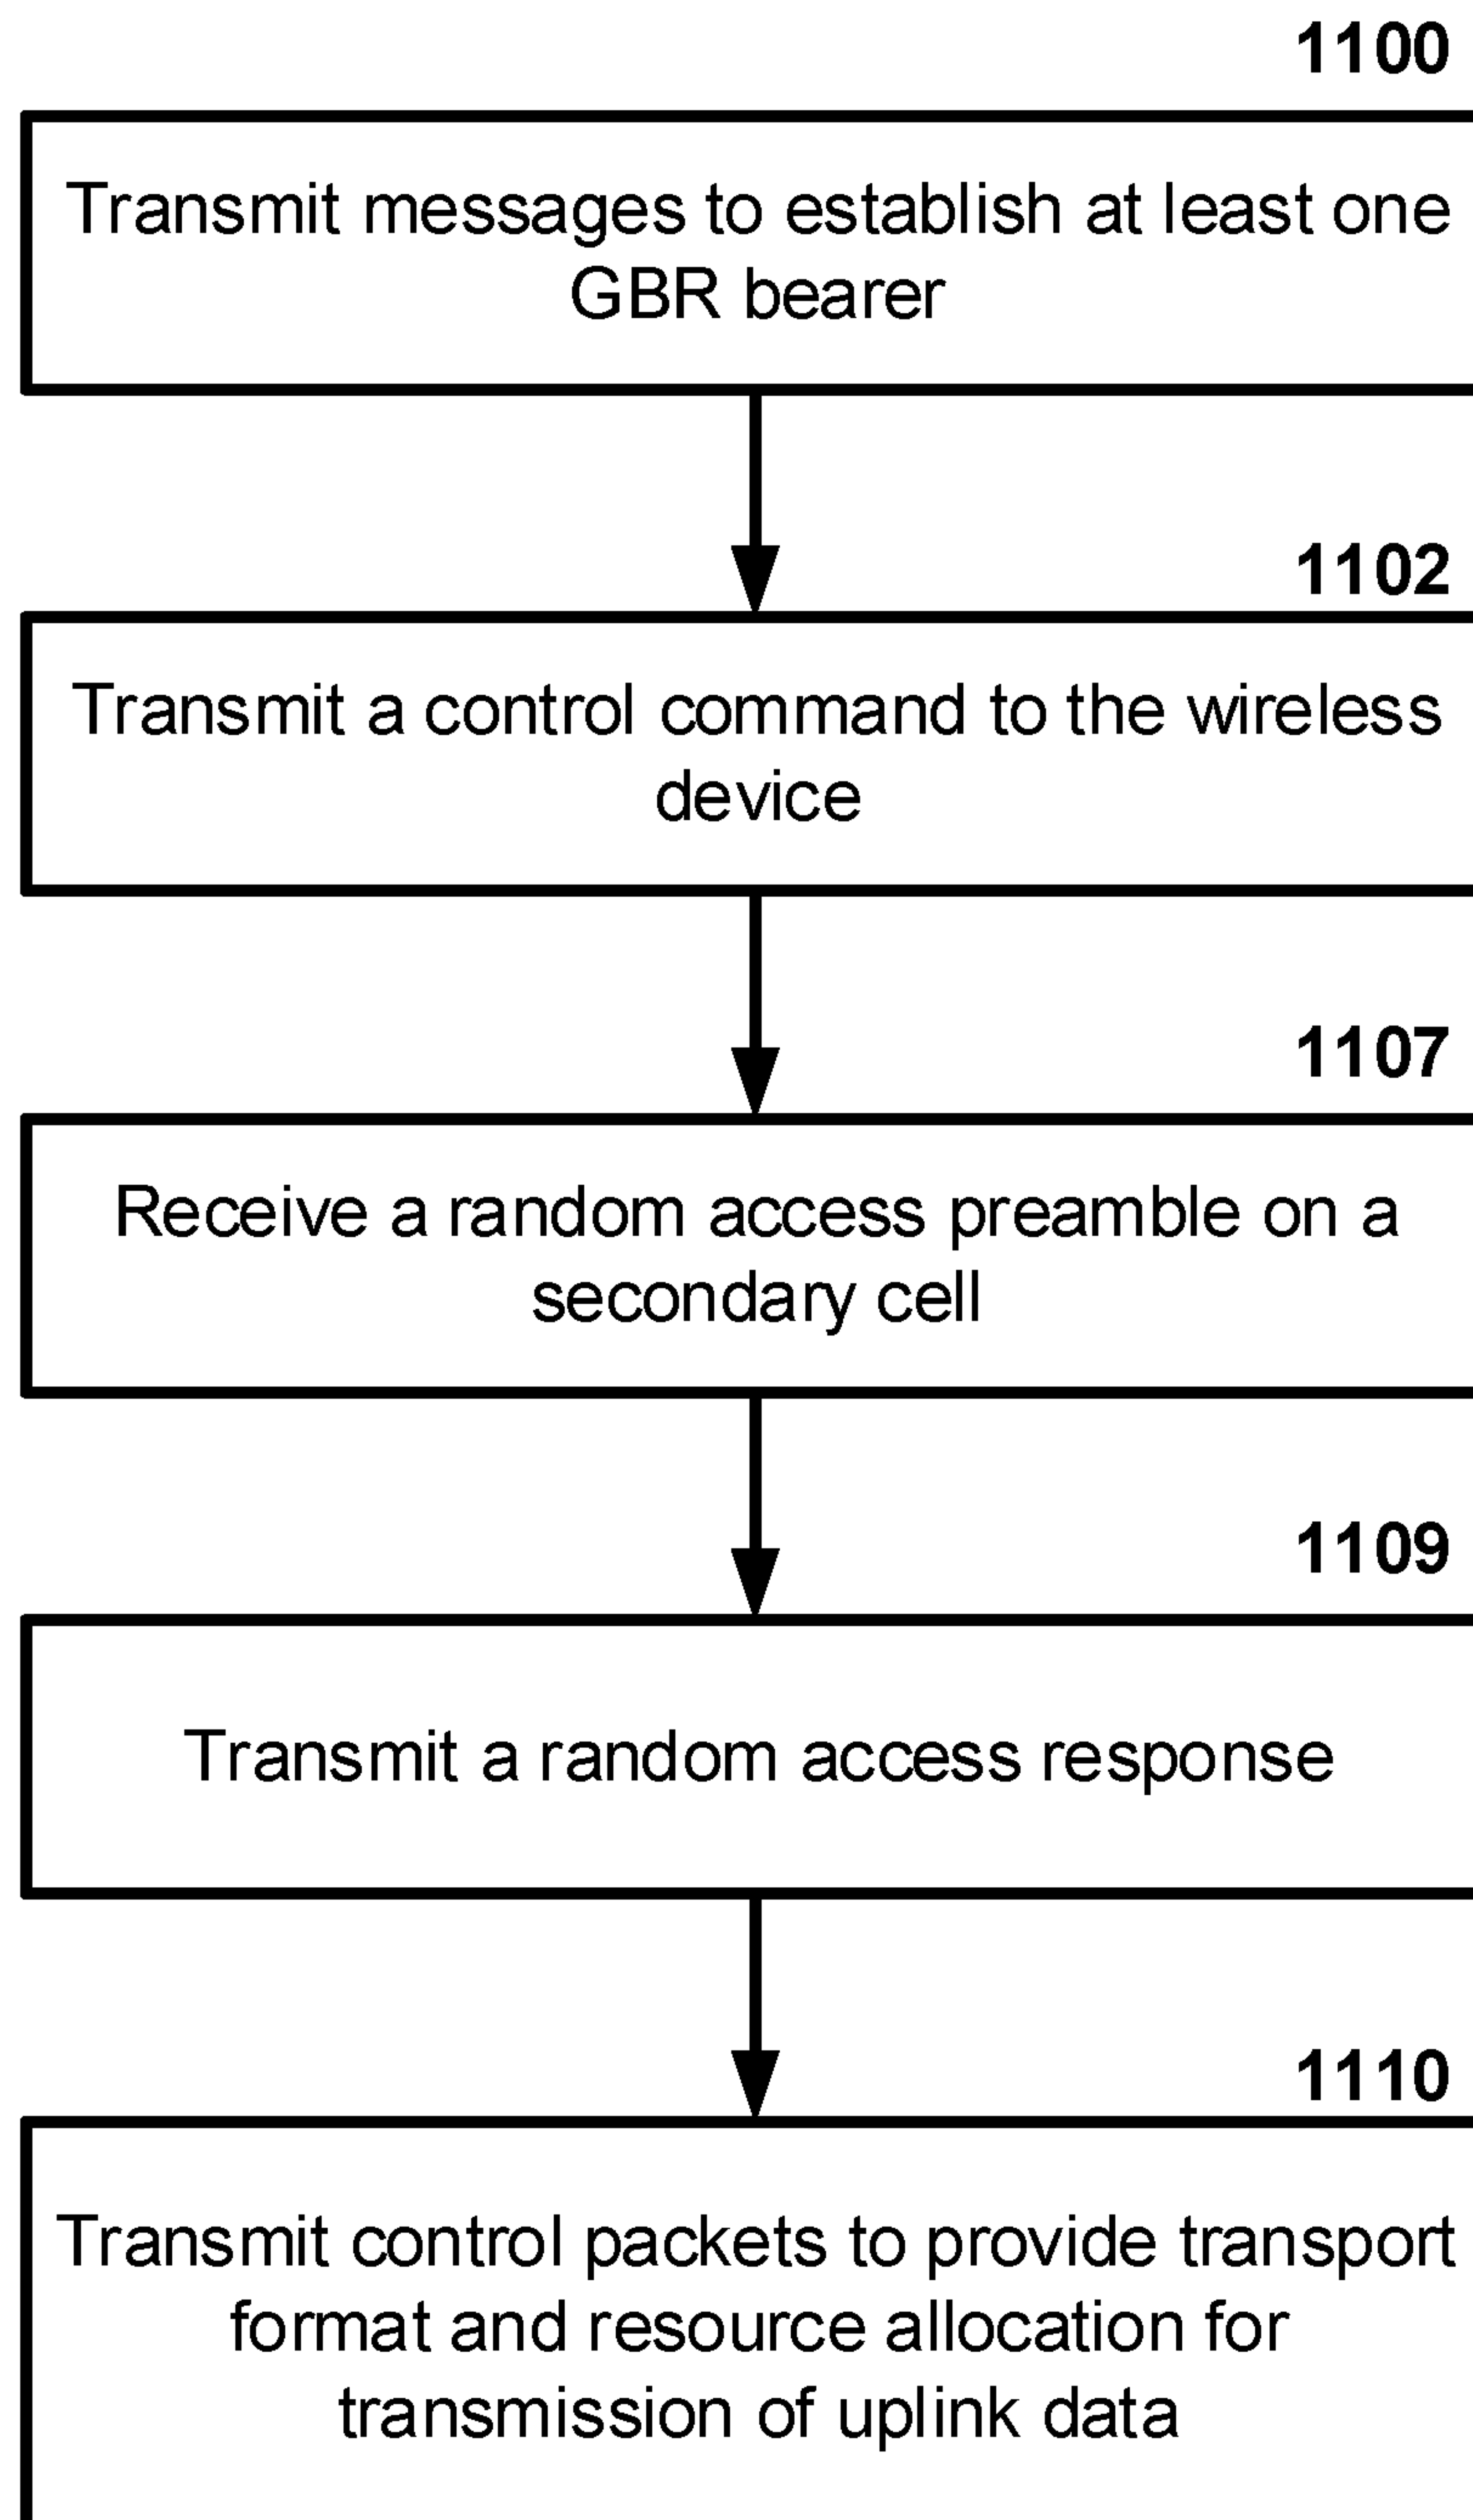 1100
Transmit messages to establish at least one
GBR bearer
1102
Transmit a control command to the wireless
device
1107
Receive a random access preamble on a
secondary cell
1109
Transmit a random access response
1110
Transmit control packets to provide transport
format and resource allocation for
transmission of uplink data